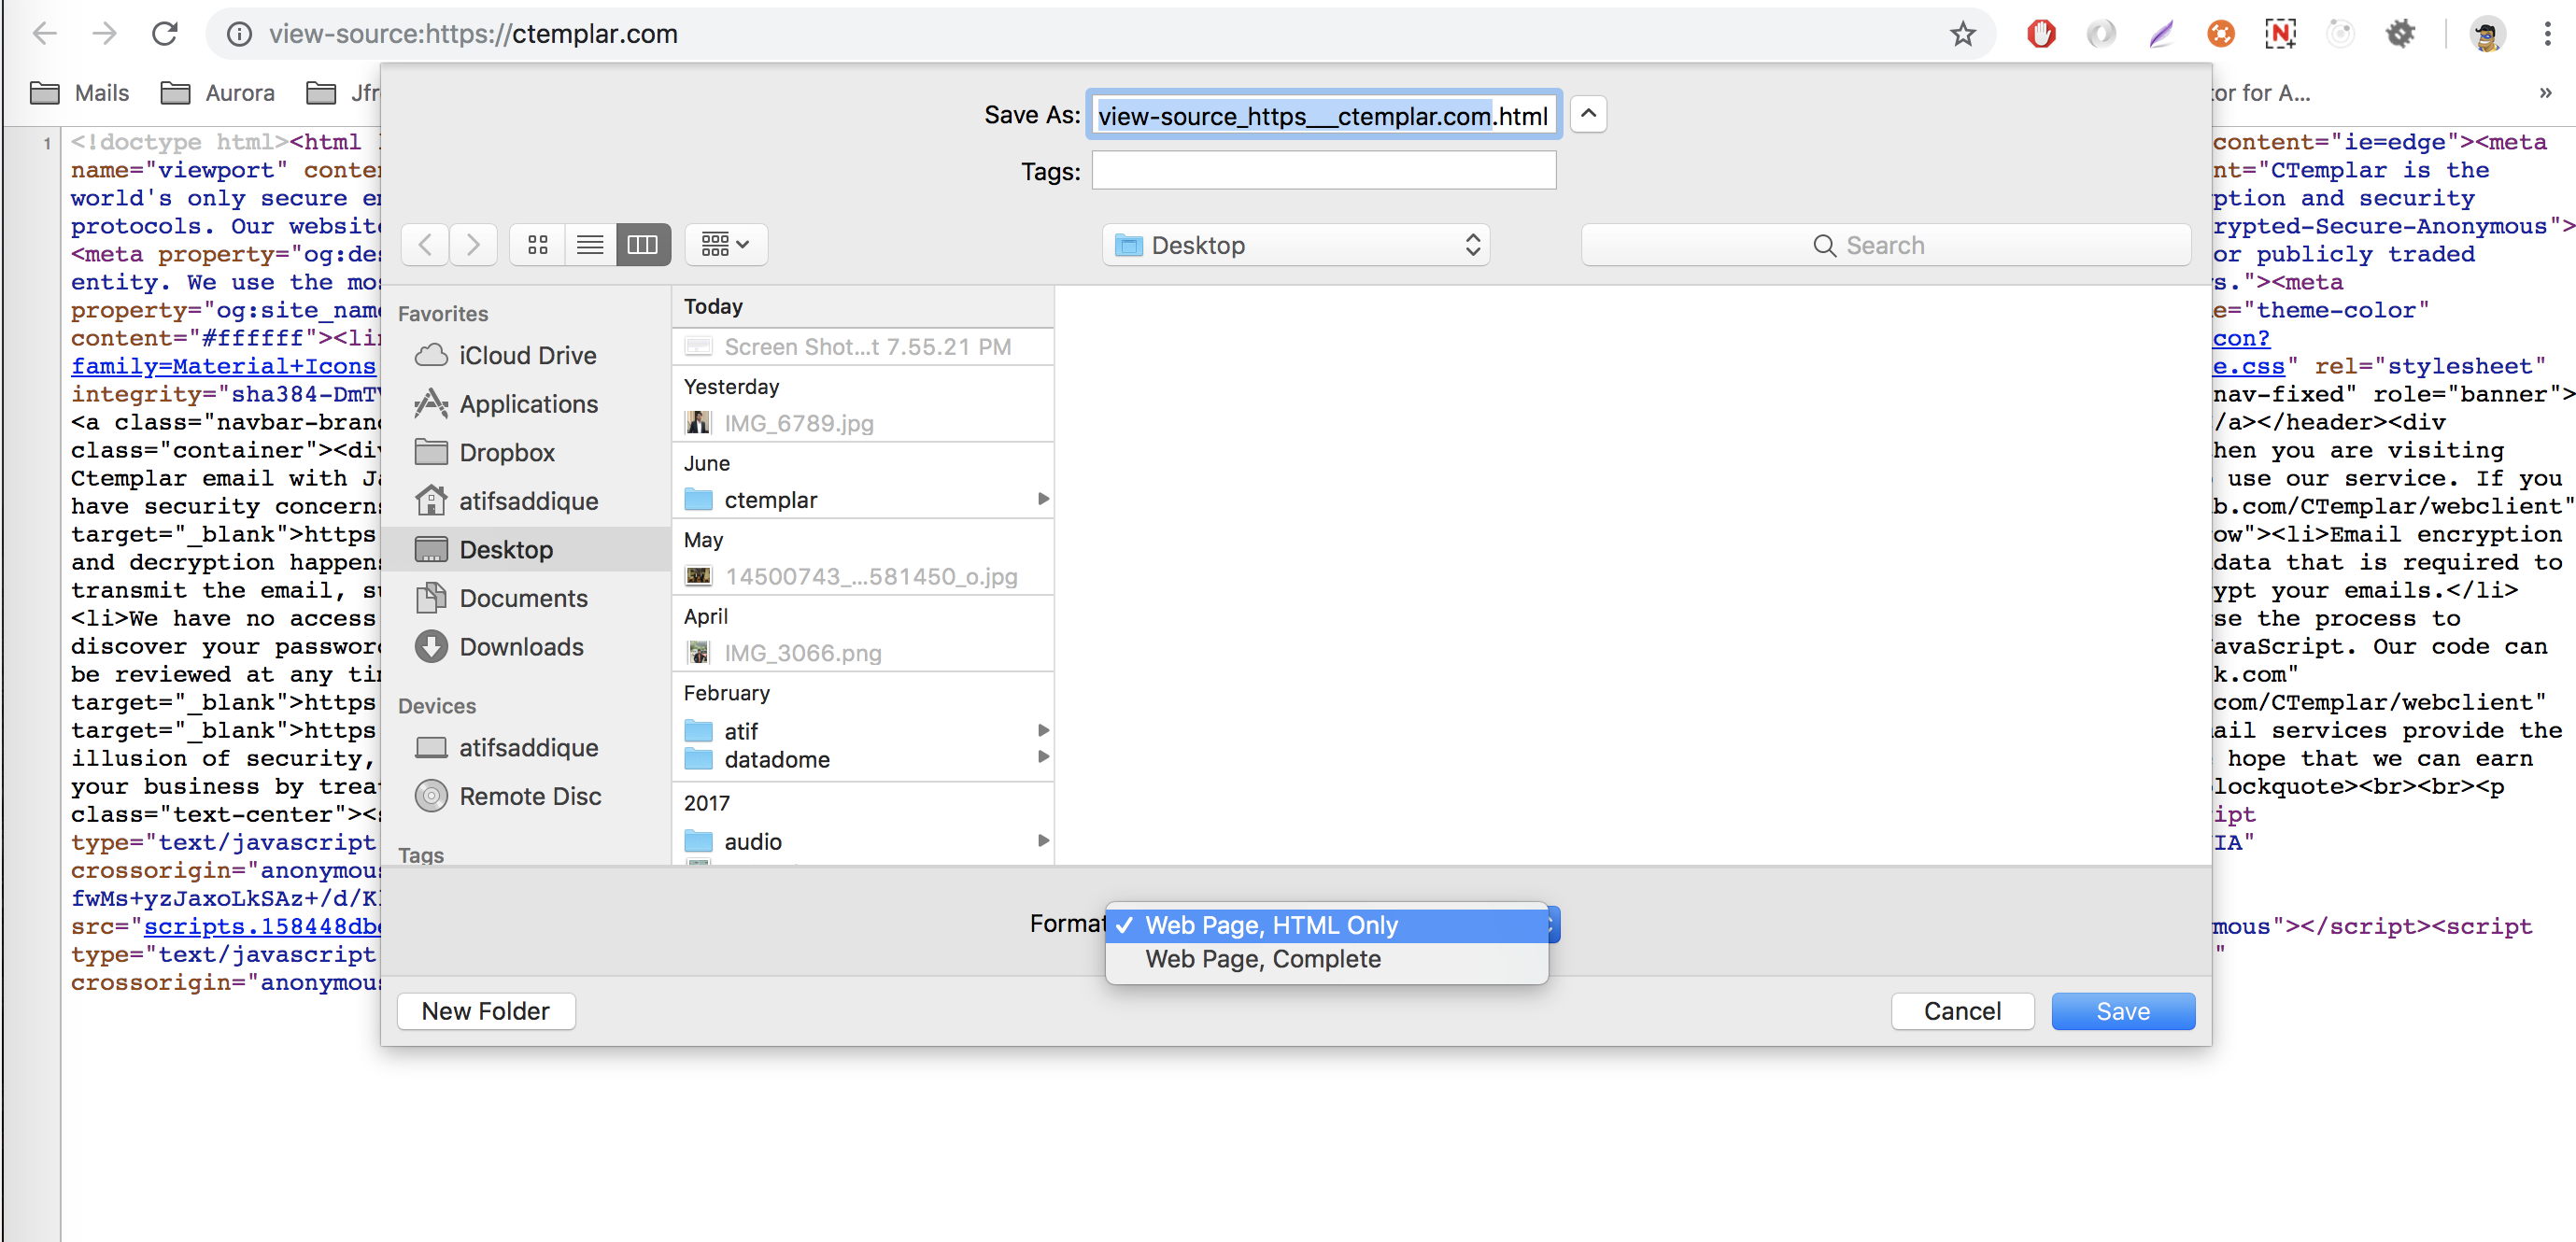 view-source:https://ctemplar.com
Mails
Aurora
Jfr
or for A...
»
Save As: view-source_https___ctemplar.com.html
Tags:
Desktop
Search
Favorites
iCloud Drive
Applications
Dropbox
atifsaddique
Desktop
Documents
Downloads
Devices
atifsaddique
Remote Disc
Tags
Today
Screen Shot...t 7.55.21 PM
Yesterday
IMG_6789.jpg
June
ctemplar
May
14500743_...581450_o.jpg
April
IMG_3066.png
February
atif
datadome
2017
audio
Format
✓ Web Page, HTML Only
Web Page, Complete
New Folder
Cancel
Save
1
<!doctype html><html
name="viewport" conte
world's only secure e
protocols. Our website
<meta property="og:de
entity. We use the mo
property="og:site_name
content="#ffffff"><li
family=Material+Icons
integrity="sha384-DmT
<a class="navbar-bran
class="container"><di
Ctemplar email with J
have security concern
target="_blank">https
and decryption happen
transmit the email, s
<li>We have no access
discover your password
be reviewed at any ti
target="_blank">https
target="_blank">https
illusion of security,
your business by trea
class="text-center"><
type="text/javascript
crossorigin="anonymous
fwMs+yzJaxoLkSAz+/d/K
src="scripts.158448db
type="text/javascript
crossorigin="anonymous
content="ie=edge"><meta
nt="CTemplar is the
ption and security
rypted-Secure-Anonymous">
or publicly traded
s."><meta
e="theme-color"
con?
e.css" rel="stylesheet"
nav-fixed" role="banner">
/a></header><div
hen you are visiting
use our service. If you
b.com/CTemplar/webclient"
ow"><li>Email encryption
data that is required to
ypt your emails.</li>
se the process to
avaScript. Our code can
k.com"
com/CTemplar/webclient"
ail services provide the
hope that we can earn
lockquote><br><br><p
ipt
IA"
mous"></script><script
"